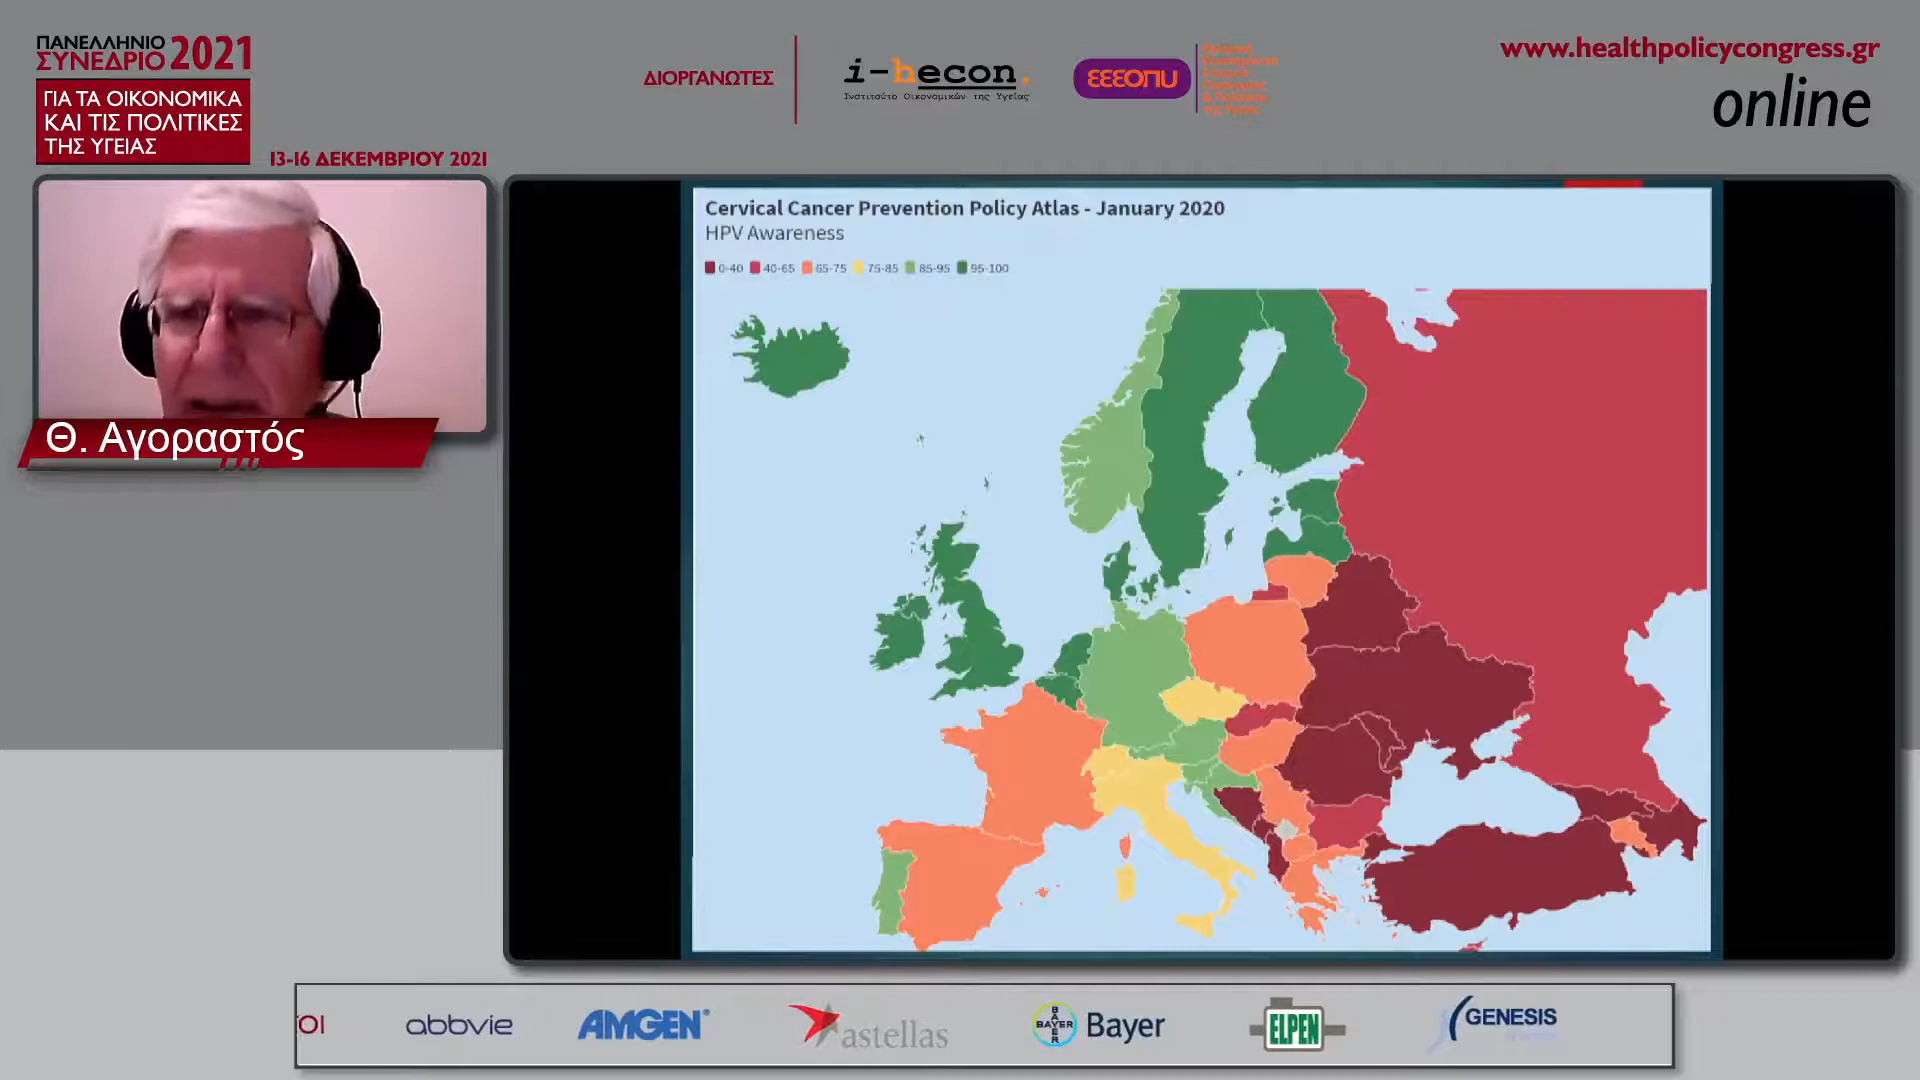 ΠΑΝΕΛΛΗΝΙΟ
ΣΥΝΕΔΡΙΟ 2021
ΓΙΑ ΤΑ ΟΙΚΟΝΟΜΙΚΑ
ΚΑΙ ΤΙΣ ΠΟΛΙΤΙΚΕΣ
ΤΗΣ ΥΓΕΙΑΣ
13-16 ΔΕΚΕΜΒΡΙΟΥ 2021
ΔΙΟΡΓΑΝΩΤΕΣ
i-hecon.
Ινστιτούτο Οικονομικών της Υγείας
ΕΕΕΟΠΥ
www.healthpolicycongress.gr
online
Θ. Αγοραστός
Cervical Cancer Prevention Policy Atlas - January 2020
HPV Awareness
0-40 40-65 65-75 75-85 85-95 95-100
ΌΙ
abbvie
AMGEN®
astellas
BAYER
BAYER
Bayer
ELPEN
GENESIS